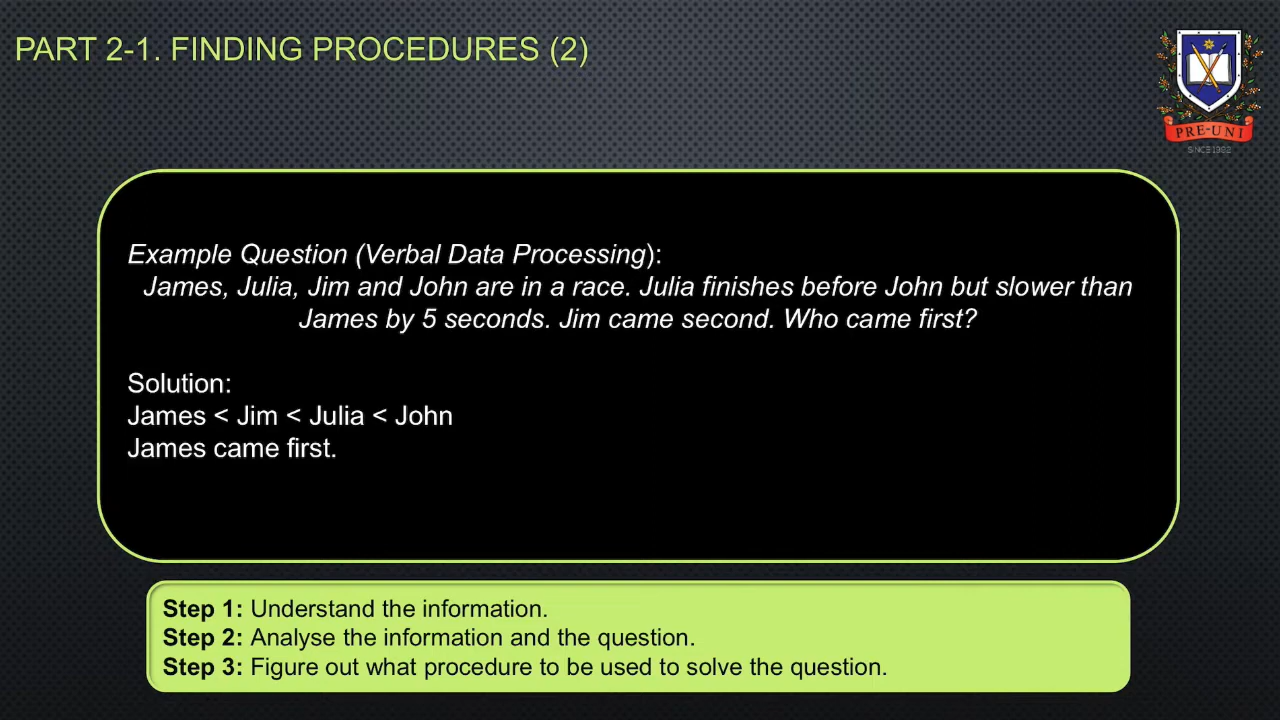 PART 2-1. FINDING PROCEDURES (2)
PRE-UNI
SINCE 1992
Example Question (Verbal Data Processing):
James, Julia, Jim and John are in a race. Julia finishes before John but slower than
James by 5 seconds. Jim came second. Who came first?
Solution:
James < Jim < Julia < John
James came first.
Step 1: Understand the information.
Step 2: Analyse the information and the question.
Step 3: Figure out what procedure to be used to solve the question.